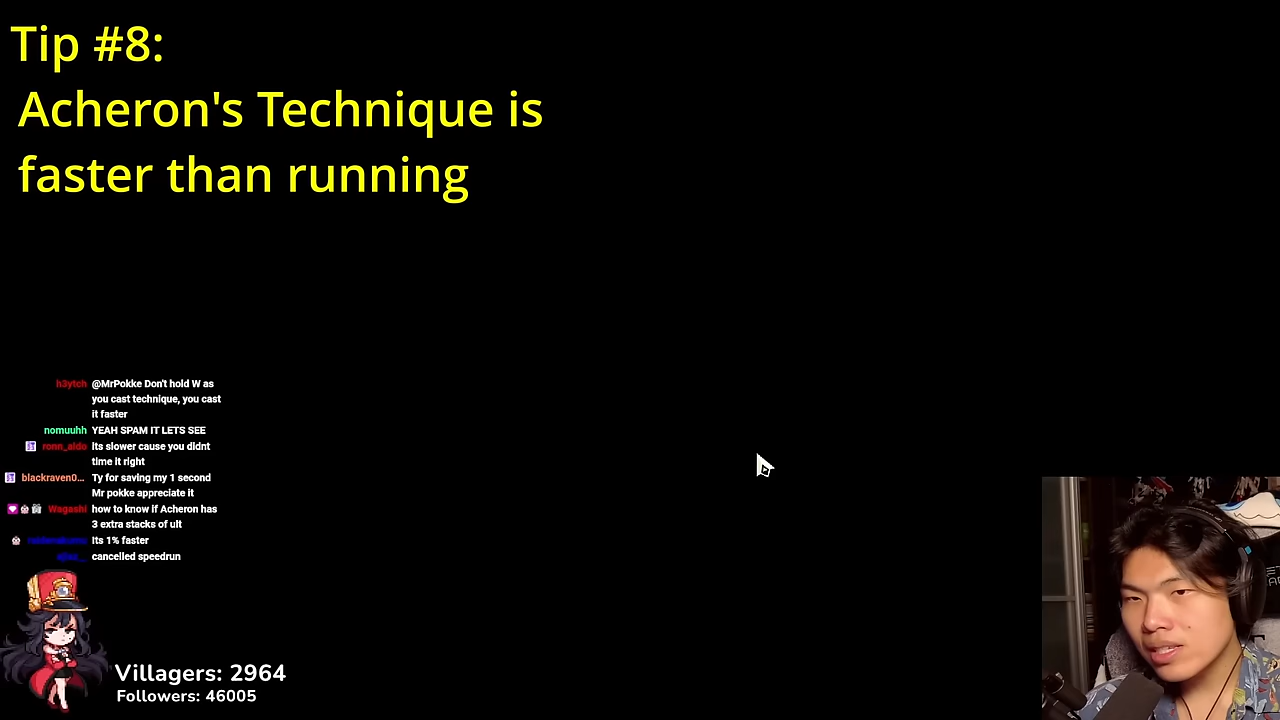 Tip #8:
Acheron's Technique is
faster than running
h3ytch @MrPokke Don't hold W as
you cast technique, you cast
it faster
nomuuhh YEAH SPAM IT LETS SEE
ronn_aldo its slower cause you didnt
time it right
blackraven0... Ty for saving my 1 second
Mr pokke appreciate it
Wagashi how to know if Acheron has
3 extra stacks of ult
Its 1% faster
cancelled speedrun
Villagers: 2964
Followers: 46005